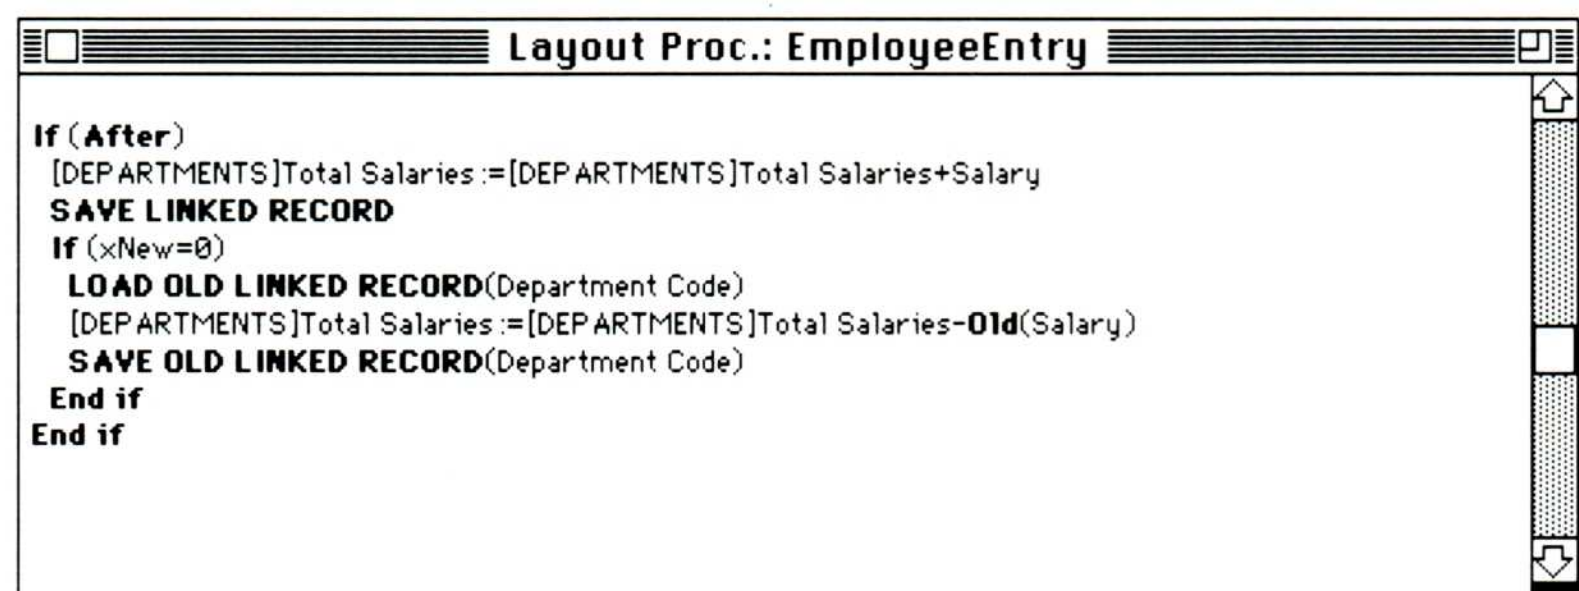 Layout Proc.: EmployeeEntry
If (After)
[DEPARTMENTS]Total Salaries:=[DEPARTMENTS]Total Salaries+Salary
SAVE LINKED RECORD
If (xNew=0)
LOAD OLD LINKED RECORD(Department Code)
[DEPARTMENTS]Total Salaries:=[DEPARTMENTS]Total Salaries-Old(Salary)
SAVE OLD LINKED RECORD(Department Code)
End if
End if